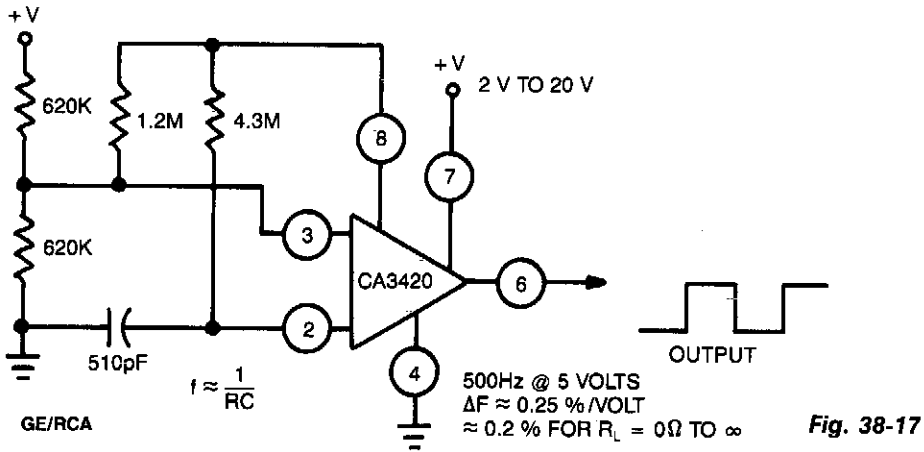 + V
620K
1.2M
4.3M
8
+ V
2 V TO 20 V
7
620K
3
CA3420
6
2
510pF
4
OUTPUT
f ≈ 1/RC
500Hz @ 5 VOLTS
ΔF ≈ 0.25 %/VOLT
≈ 0.2 % FOR R_L = 0Ω TO ∞
GE/RCA
Fig. 38-17